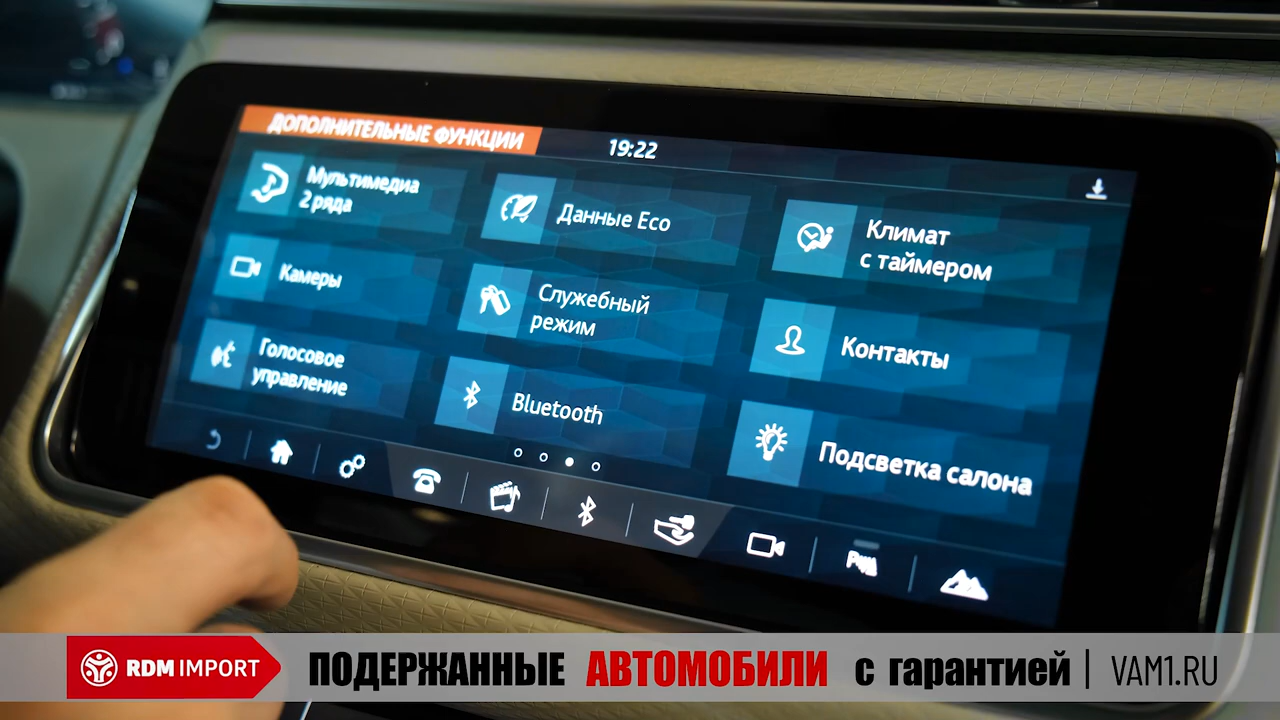 ДОПОЛНИТЕЛЬНЫЕ ФУНКЦИИ
19:22
Мультимедиа
2 ряда
Данные Eco
Климат
с таймером
Камеры
Служебный
режим
Контакты
Голосовое
управление
Bluetooth
Подсветка салона
RDM IMPORT
ПОДЕРЖАННЫЕ АВТОМОБИЛИ с гарантией | VAM1.RU